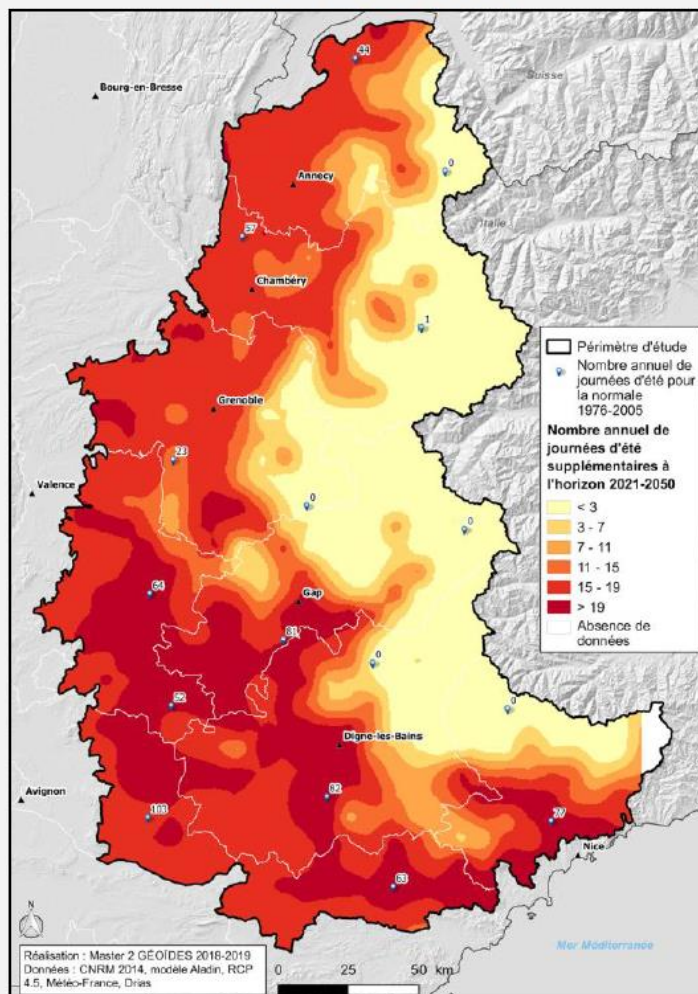 44
Bourg-en-Bresse
Suisse
0
Annecy
Italie
57
Chambéry
1
Périmètre d'étude
Nombre annuel de
journées d'été pour
la normale
1976-2005
Nombre annuel de
journées d'été
supplémentaires à
l'horizon 2021-2050
< 3
3 - 7
7 - 11
11 - 15
15 - 19
> 19
Absence de
données
Grenoble
23
Valence
0
0
64
Gap
81
0
52
0
Digne-les-Bains
Avignon
82
103
77
Nice
63
N
Mer Méditerranée
Réalisation : Master 2 GÉOÏDES 2018-2019
Données : CNRM 2014, modèle Aladin, RCP
4.5, Météo-France, Drias
0 25 50 km